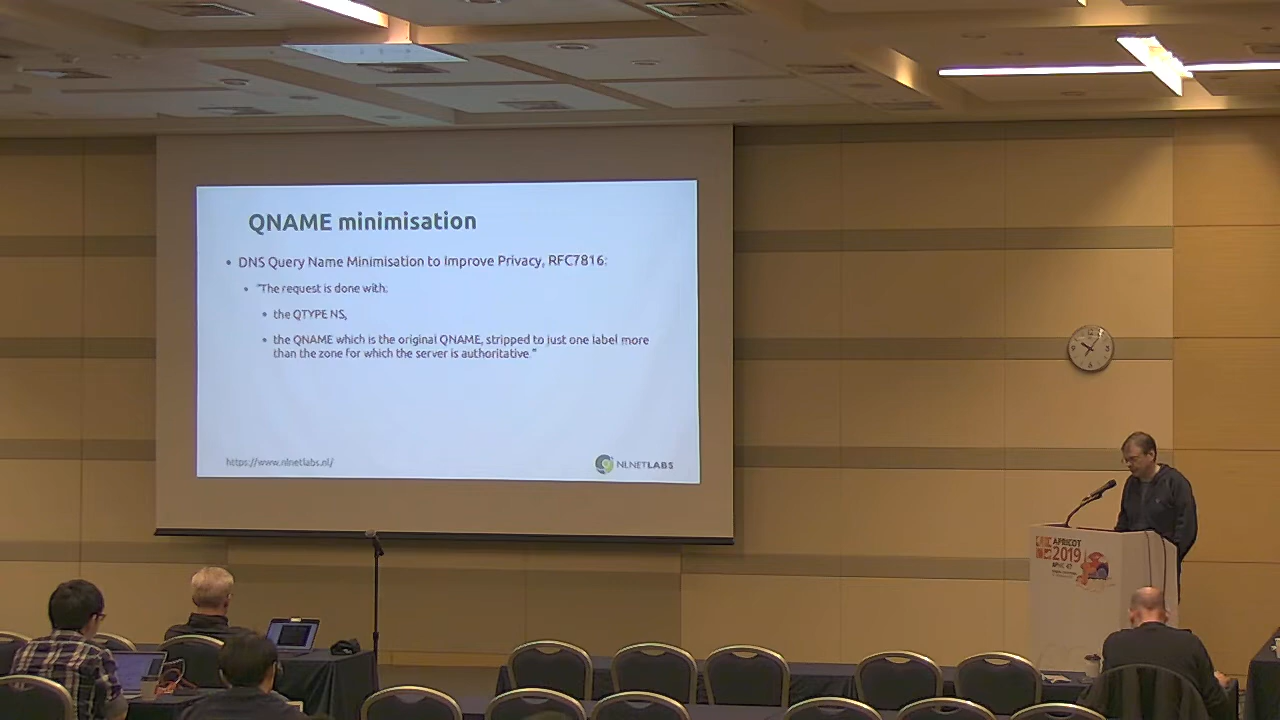 QNAME minimisation
• DNS Query Name Minimisation to Improve Privacy, RFC7816:
• "The request is done with:
• the QTYPE NS,
• the QNAME which is the original QNAME, stripped to just one label more
than the zone for which the server is authoritative."
https://www.nlnetlabs.nl/
NLNETLABS
APRICOT
2019